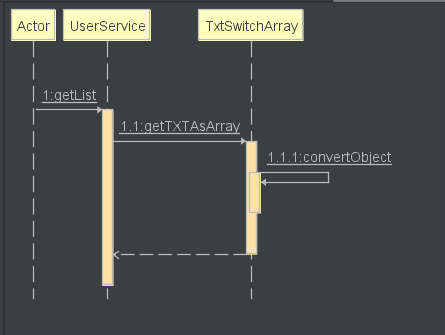 Actor
UserService
TxtSwitchArray
1:getList
1.1:getTXTAsArray
1.1.1:convertObject